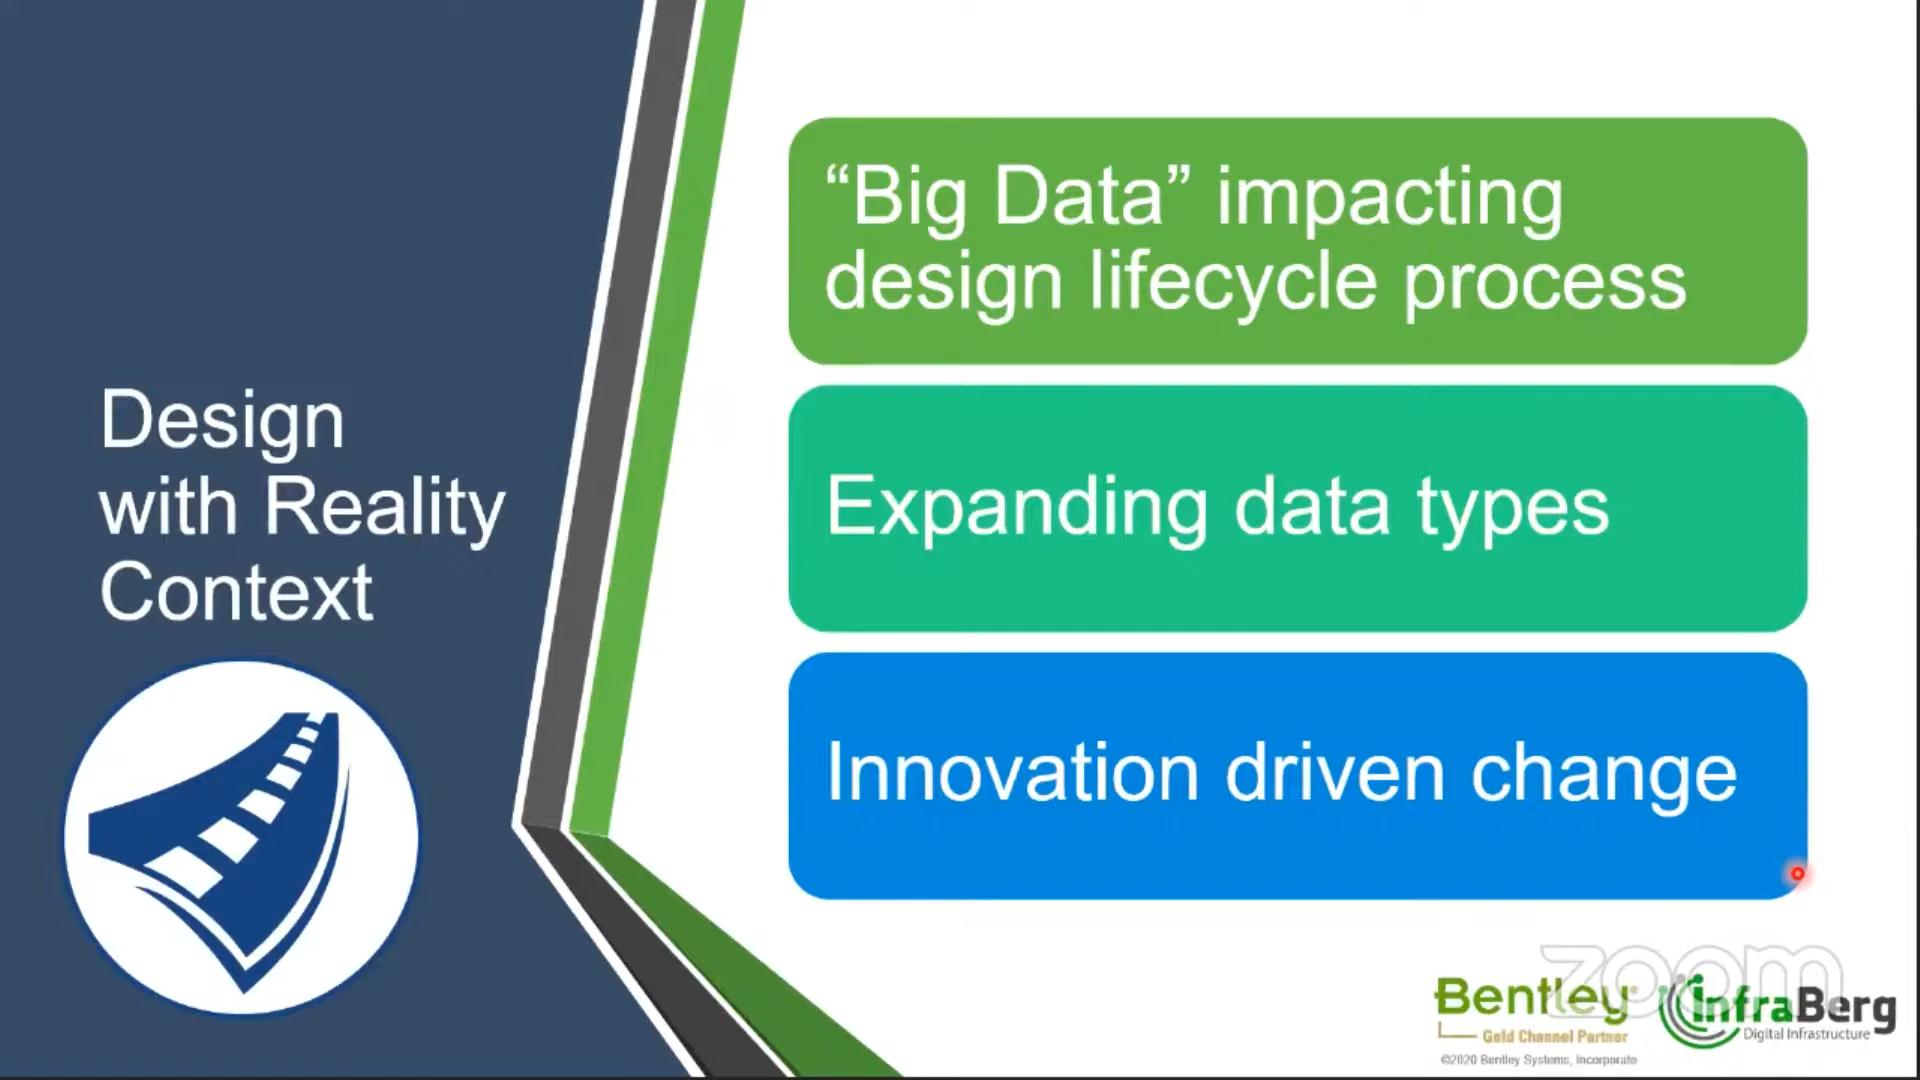 Design
with Reality
Context
“Big Data” impacting
design lifecycle process
Expanding data types
Innovation driven change
zoom
Bentley
Gold Channel Partner
©2020 Bentley Systems, Incorporate
InfraBerg
Digital Infrastructure